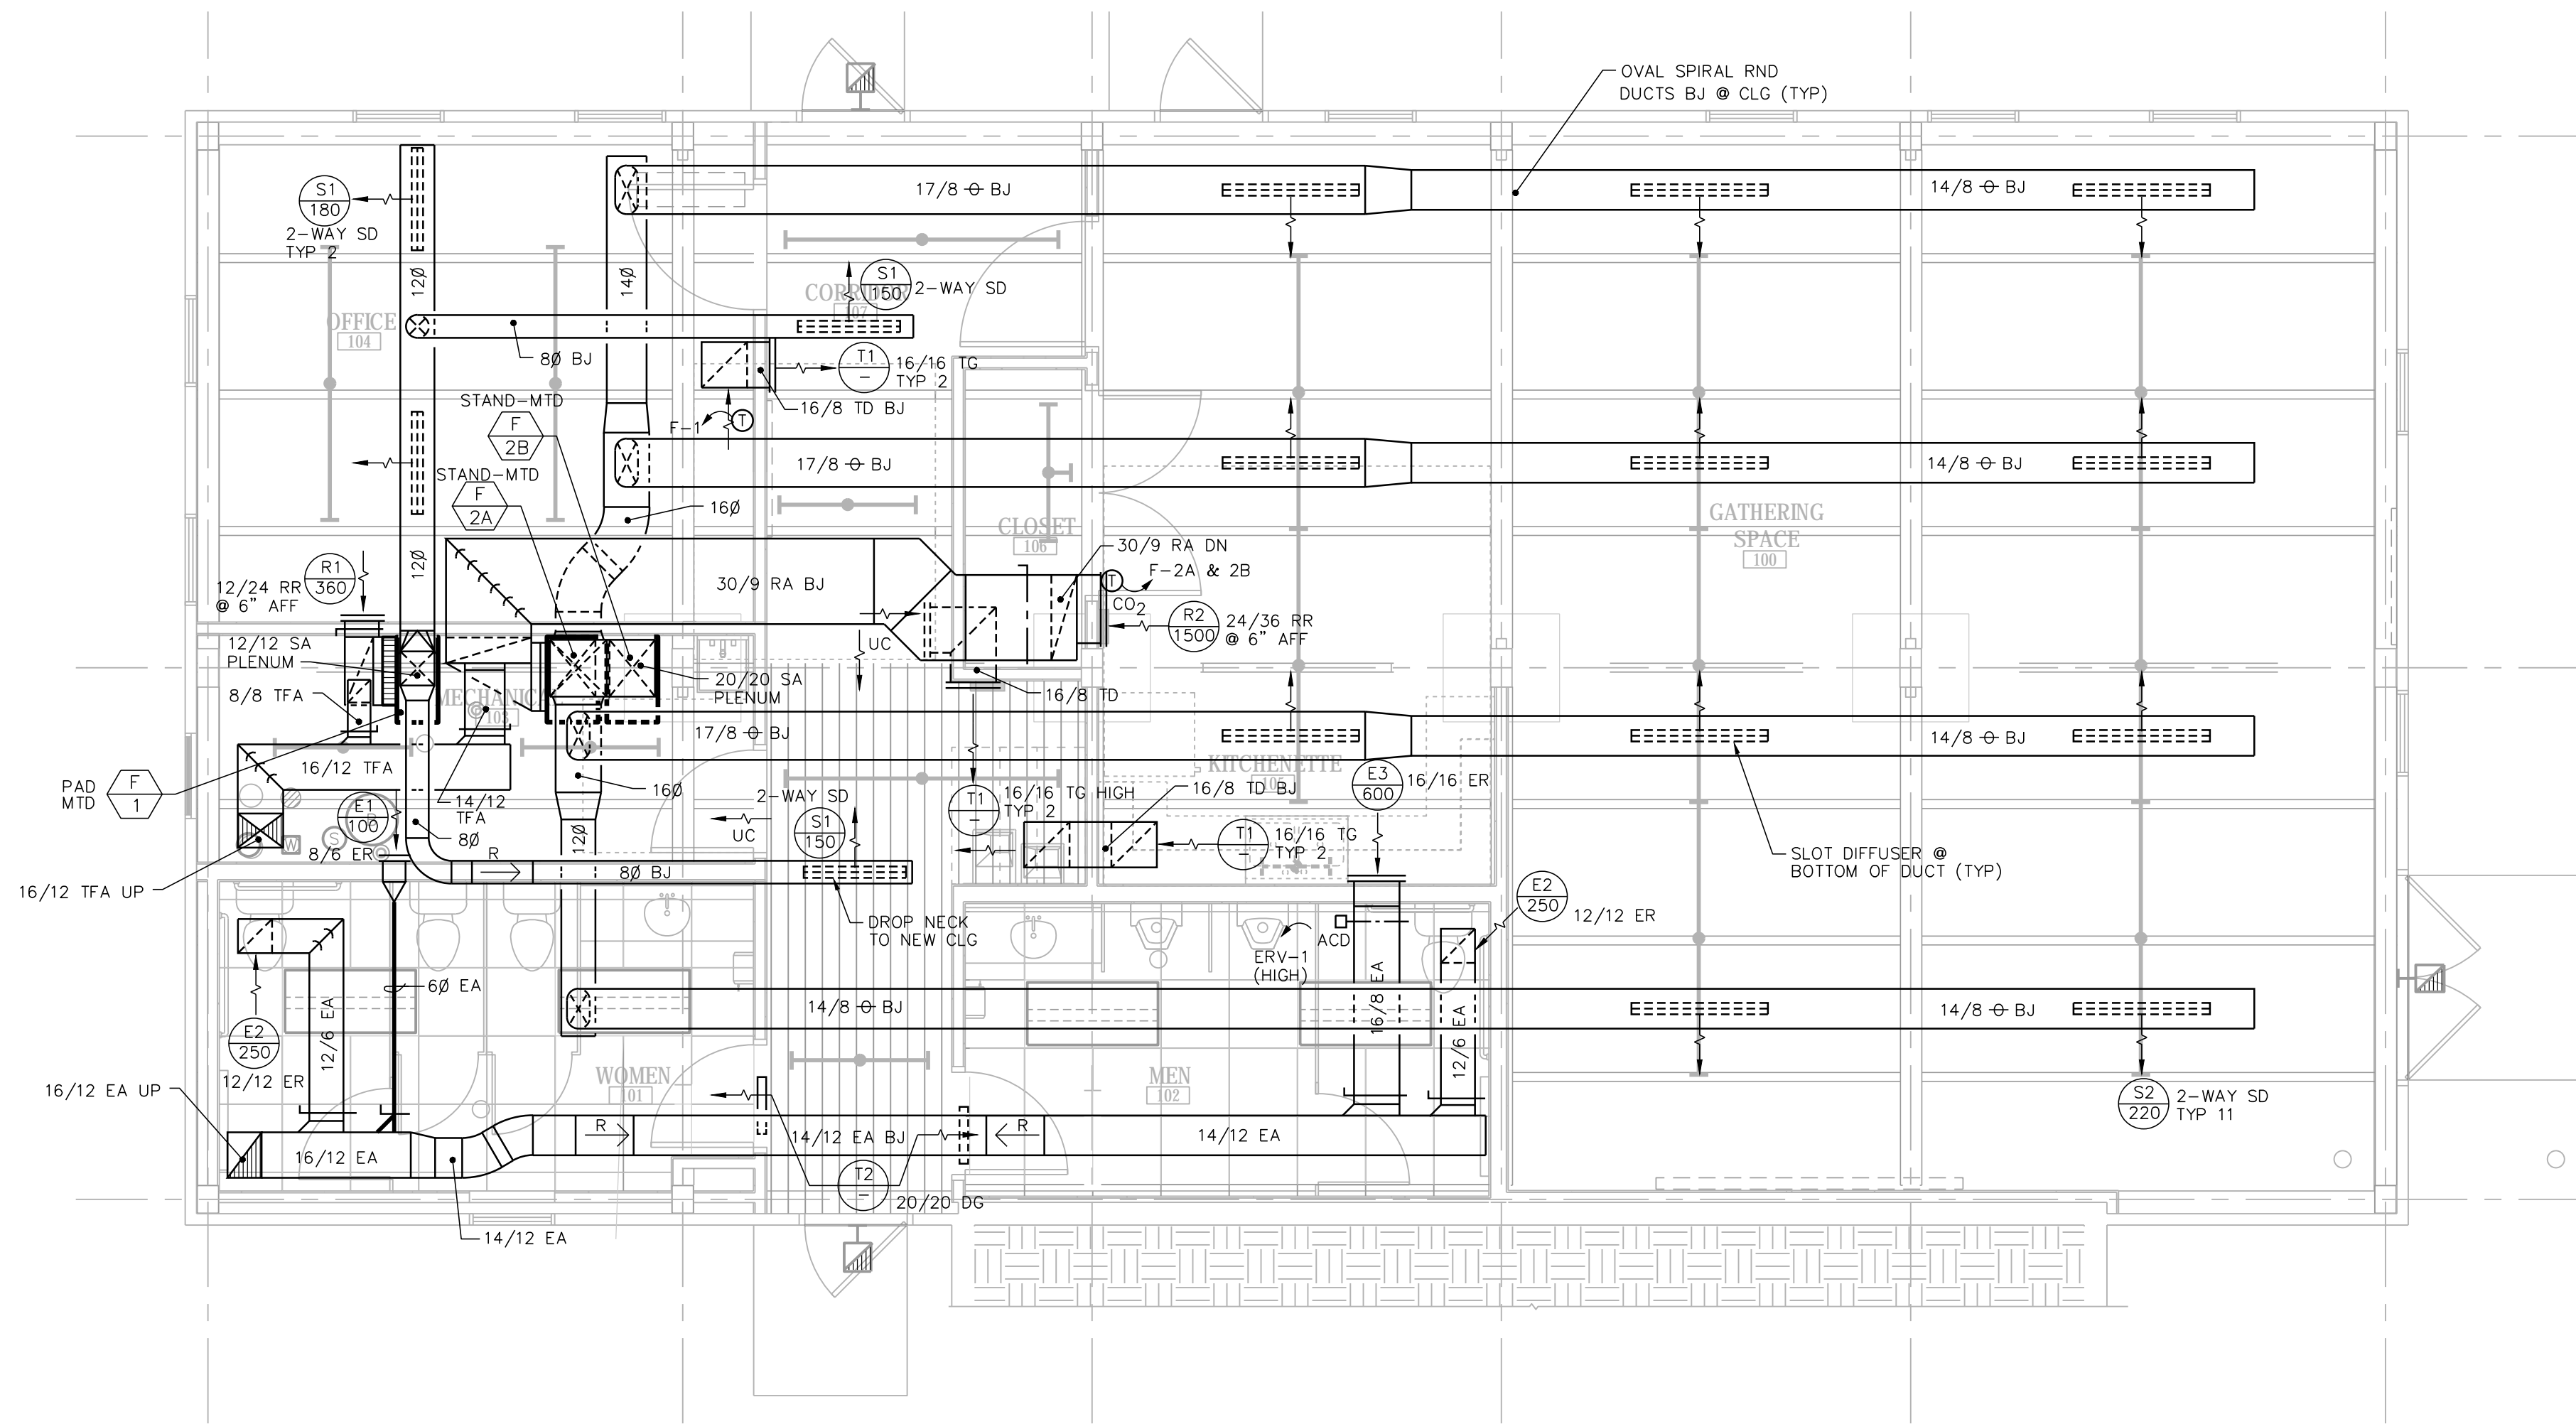 OVAL SPIRAL RND
DUCTS BJ @ CLG (TYP)
S1
180
2-WAY SD
TYP 2
12Ø
14Ø
17/8 ⊖ BJ
14/8 ⊖ BJ
S1
150
2-WAY SD
CORRIDOR
107
OFFICE
104
8Ø BJ
T1
–
16/16 TG
TYP 2
16/8 TD BJ
F-1
T
STAND-MTD
F
2B
STAND-MTD
F
2A
17/8 ⊖ BJ
14/8 ⊖ BJ
16Ø
CLOSET
106
GATHERING
SPACE
100
12Ø
R1
360
12/24 RR
@ 6" AFF
30/9 RA BJ
30/9 RA DN
T
F-2A & 2B
CO2
R2
1500
24/36 RR
@ 6" AFF
UC
12/12 SA
PLENUM
8/8 TFA
MECHANICAL
103
20/20 SA
PLENUM
16/8 TD
17/8 ⊖ BJ
14/8 ⊖ BJ
KITCHENETTE
105
PAD
MTD
F
1
16/12 TFA
14/12
TFA
16Ø
E1
100
8Ø
8/6 ER
S
W
12Ø
2-WAY SD
S1
150
UC
T1
–
16/16 TG HIGH
TYP 2
16/8 TD BJ
T1
–
16/16 TG
TYP 2
E3
600
16/16 ER
SLOT DIFFUSER @
BOTTOM OF DUCT (TYP)
16/12 TFA UP
R
8Ø BJ
DROP NECK
TO NEW CLG
E2
250
12/12 ER
ERV-1
(HIGH)
ACD
16/8 EA
12/6 EA
6Ø EA
12/6 EA
E2
250
12/12 ER
14/8 ⊖ BJ
14/8 ⊖ BJ
WOMEN
101
MEN
102
S2
220
2-WAY SD
TYP 11
16/12 EA UP
16/12 EA
R
14/12 EA BJ
R
14/12 EA
T2
–
20/20 DG
14/12 EA